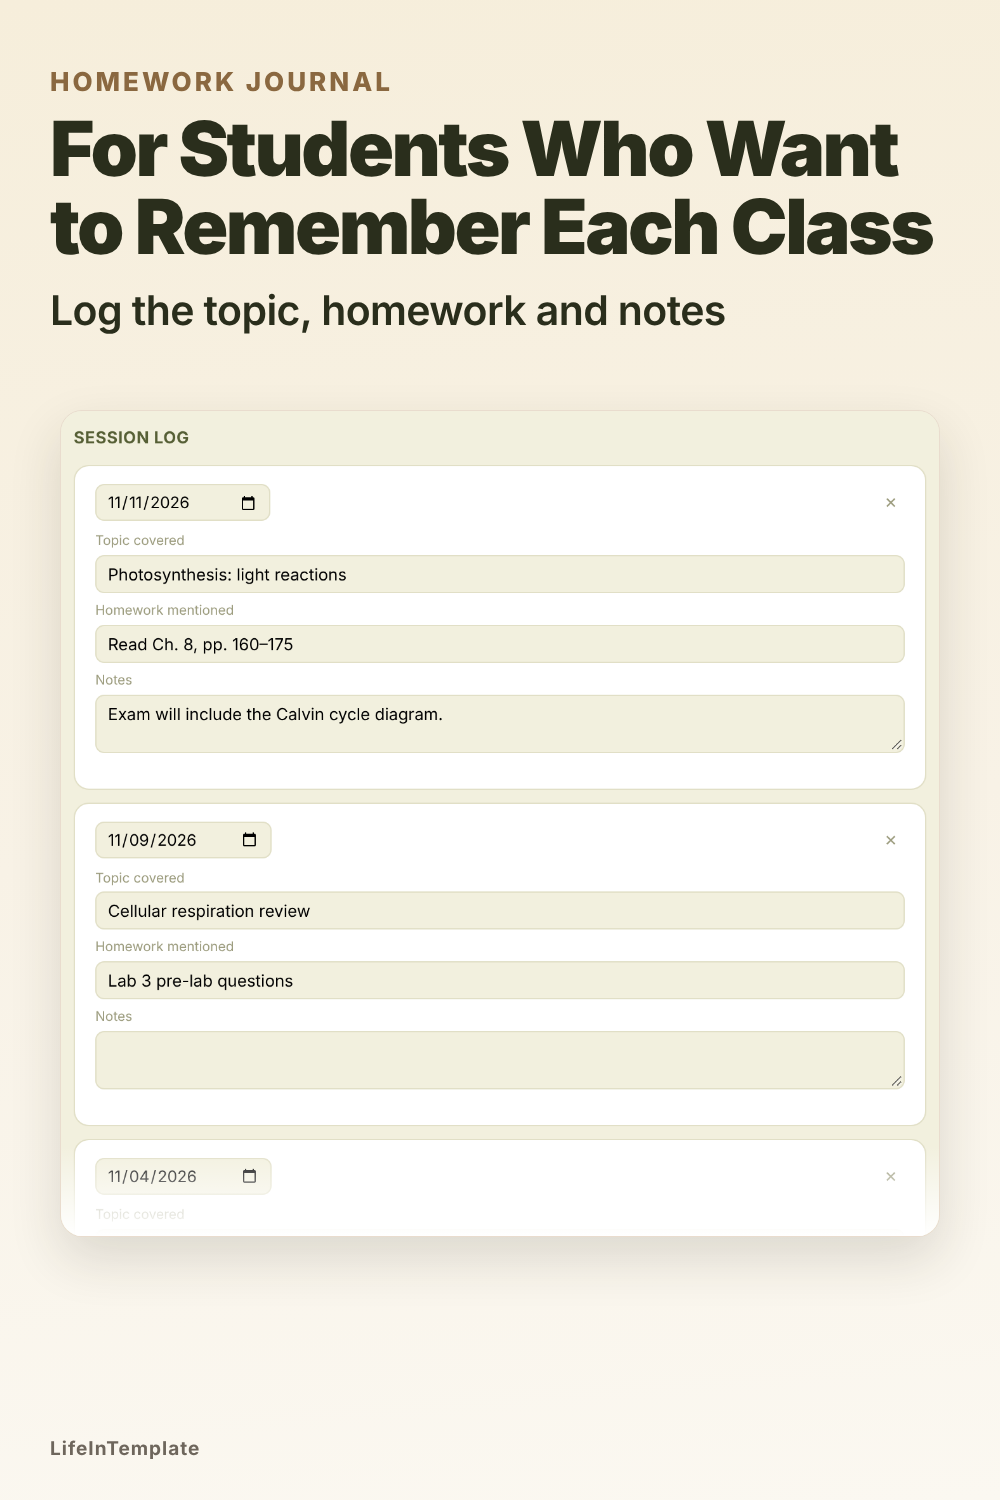 HOMEWORK JOURNAL
For Students Who Want
to Remember Each Class
Log the topic, homework and notes
SESSION LOG
11/11/2026
×
Topic covered
Photosynthesis: light reactions
Homework mentioned
Read Ch. 8, pp. 160–175
Notes
Exam will include the Calvin cycle diagram.
11/09/2026
×
Topic covered
Cellular respiration review
Homework mentioned
Lab 3 pre-lab questions
Notes
11/04/2026
×
Topic covered
LifeInTemplate